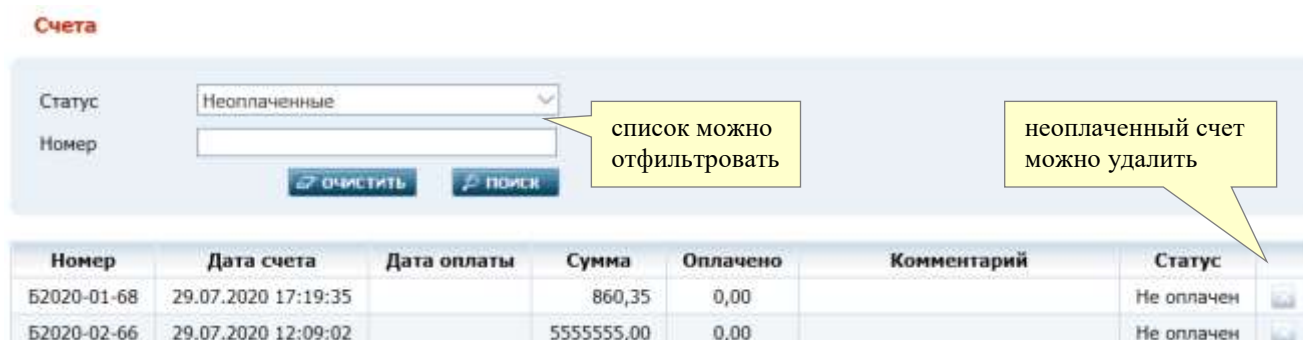 Счета
Статус Неоплаченные
Номер
список можно
отфильтровать
неоплаченный счет
можно удалить
ОЧИСТИТЬ ПОИСК
Номер Дата счета Дата оплаты Сумма Оплачено Комментарий Статус
Б2020-01-68 29.07.2020 17:19:35 860,35 0,00 Не оплачен
Б2020-02-66 29.07.2020 12:09:02 5555555,00 0,00 Не оплачен